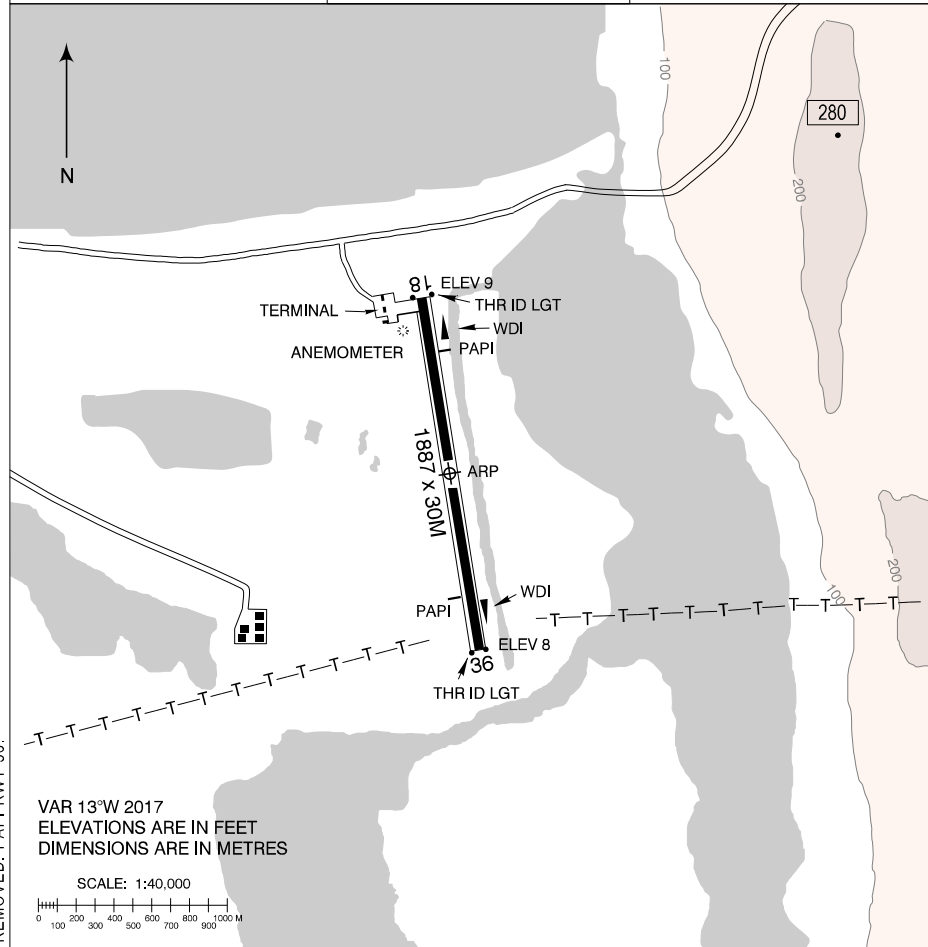 100
280
200
N
18
ELEV 9
THR ID LGT
TERMINAL
WDI
ANEMOMETER
PAPI
ARP
1887 x 30M
200
WDI
100
PAPI
T T T T T T T T T T T T
T T T T T T T T T T T T
ELEV 8
36
THR ID LGT
VAR 13°W 2017
ELEVATIONS ARE IN FEET
DIMENSIONS ARE IN METRES
SCALE: 1:40,000
0 200 400 600 800 1000 M
100 300 500 700 900
REMOVED: